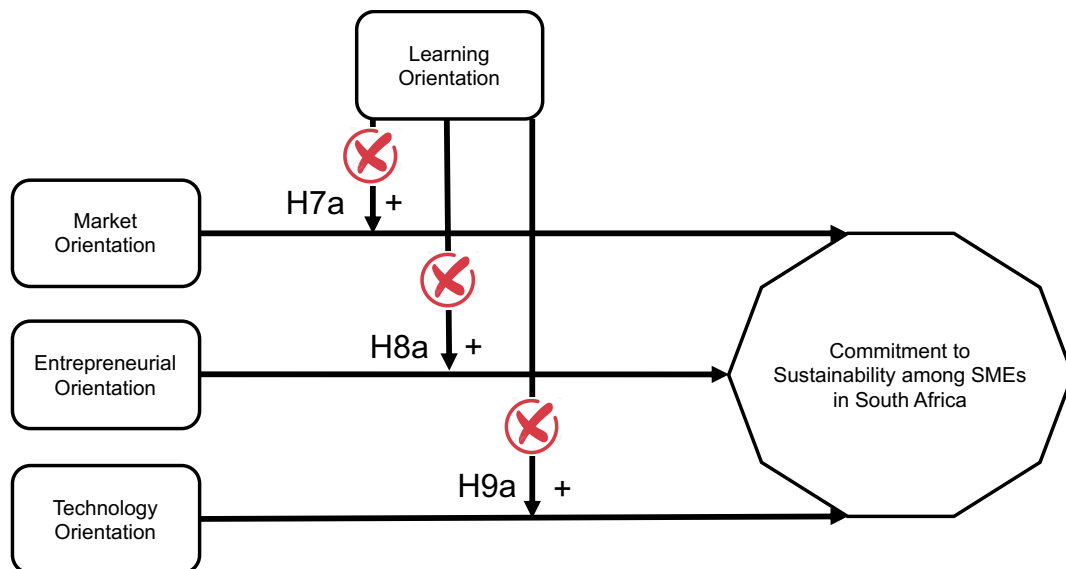 Learning
Orientation
H7a +
Market
Orientation
H8a +
Entrepreneurial
Orientation
Commitment to
Sustainability among SMEs
in South Africa
H9a +
Technology
Orientation